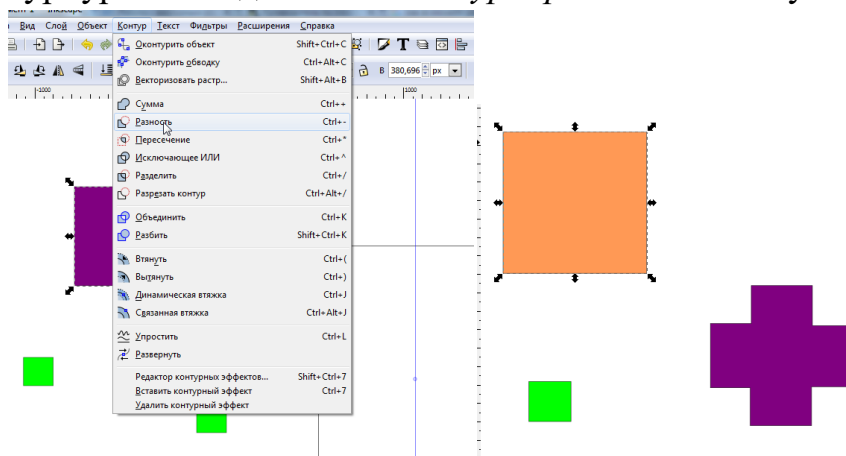 Вид Слой Объект Контур Текст Фильтры Расширения Справка
Оконтурить объект Shift+Ctrl+C
Оконтурить обводку Ctrl+Alt+C
Векторизовать растр... Shift+Alt+B
В 380,696 px
-1000 1000
Сумма Ctrl++
Разность Ctrl+-
Пересечение Ctrl+*
Исключающее ИЛИ Ctrl+^
Разделить Ctrl+/
Разрезать контур Ctrl+Alt+/
Объединить Ctrl+K
Разбить Shift+Ctrl+K
Втянуть Ctrl+(
Вытянуть Ctrl+)
Динамическая втяжка Ctrl+J
Связанная втяжка Ctrl+Alt+J
Упростить Ctrl+L
Развернуть
Редактор контурных эффектов... Shift+Ctrl+7
Вставить контурный эффект Ctrl+7
Удалить контурный эффект